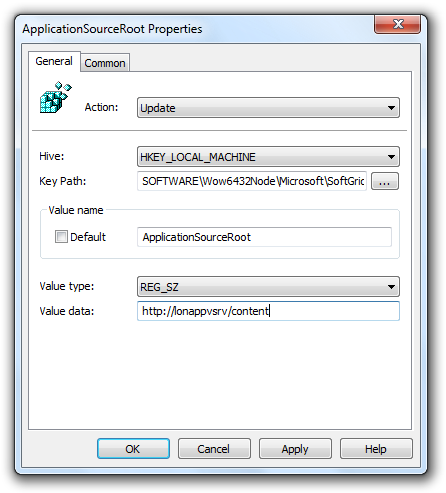 ApplicationSourceRoot Properties
General Common
Action: Update
Hive: HKEY_LOCAL_MACHINE
Key Path: SOFTWARE\Wow6432Node\Microsoft\SoftGric ...
Value name
Default ApplicationSourceRoot
Value type: REG_SZ
Value data: http://lonappvsrv/content
OK Cancel Apply Help